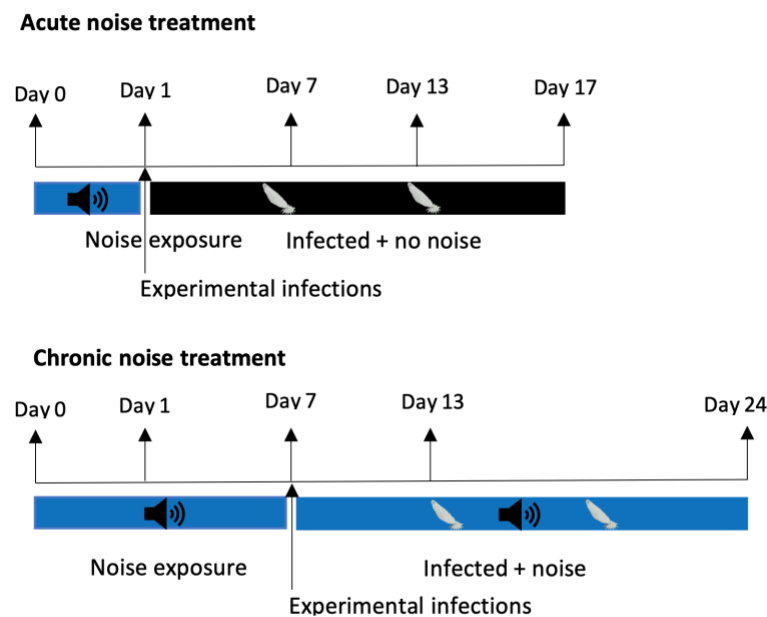 Acute noise treatment
Day 0 Day 1 Day 7 Day 13 Day 17
Noise exposure Infected + no noise
Experimental infections
Chronic noise treatment
Day 0 Day 1 Day 7 Day 13 Day 24
Noise exposure Infected + noise
Experimental infections